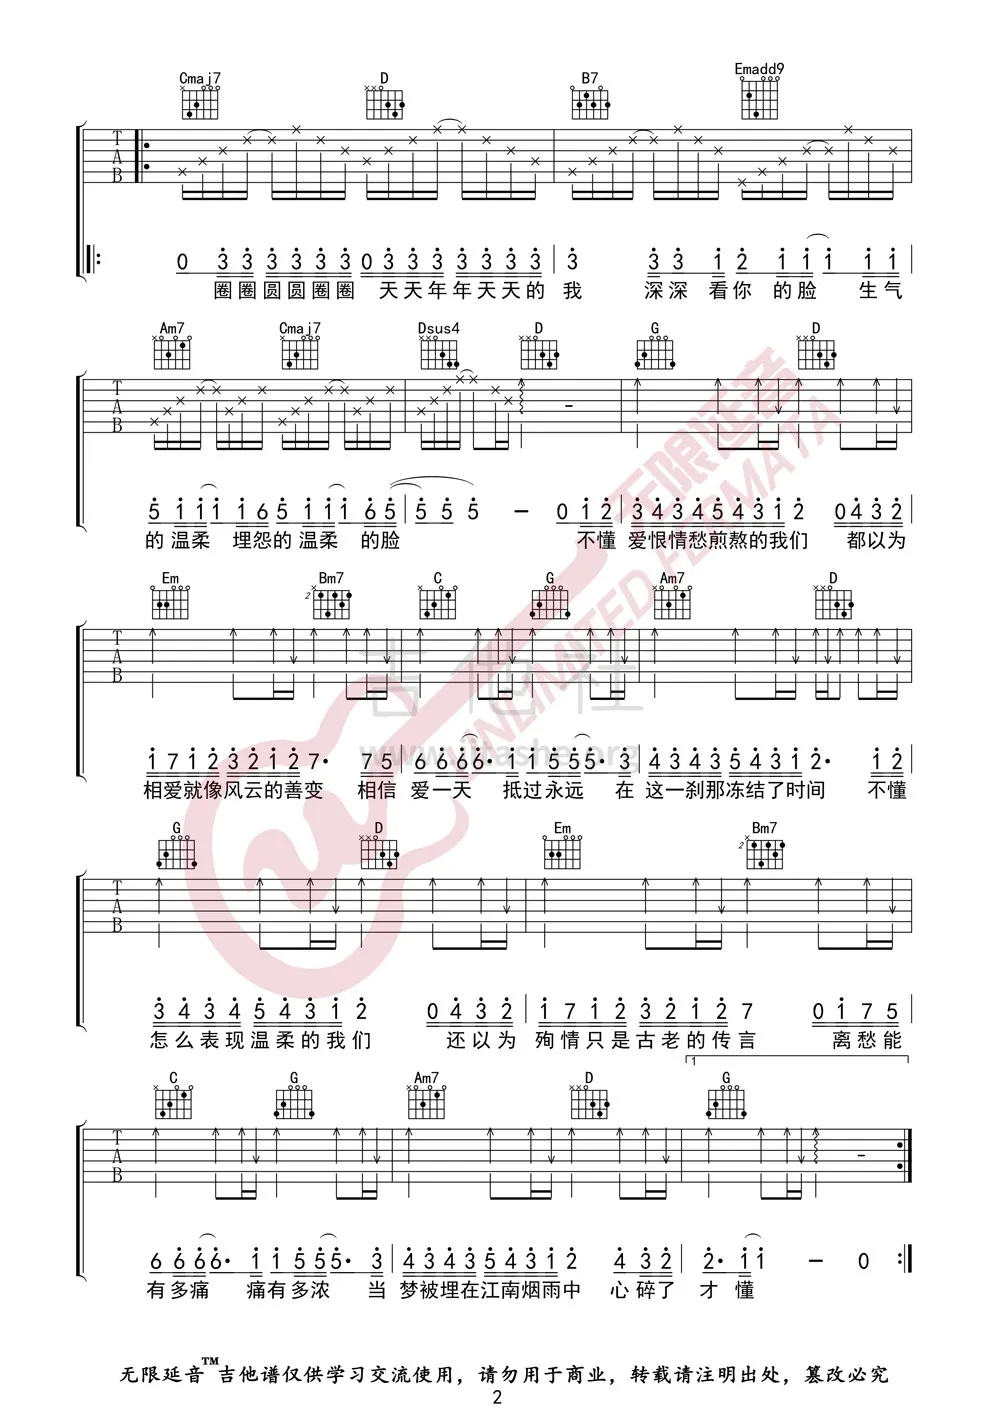 Cmaj7 D B7 Emadd9
T A B
0 3 3 3 3 3 3 0 3 3 3 3 3 3 3 3 3 3 1 2 1 1 1 1 1
圈圈圆圆圈圈 天天年年天天的我 深深看你的脸 生气
Am7 Cmaj7 Dsus4 D G D
T A B
5 1 1 1 1 6 5 1 1 1 1 6 5 5 5 5 － 0 1 2 3 4 3 4 5 4 3 1 2 0 4 3 2
的温柔 埋怨的温柔 的脸 不懂爱恨情愁煎熬的我们 都以为
Em Bm7 C G Am7 D
2
T A B
1 7 1 2 3 2 1 2 7· 7 5 6 6 6 6· 1 1 5 5 5· 3 4 3 4 3 5 4 3 1 2· 1 2
相爱就像风云的善变 相信爱一天 抵过永远 在这一刹那冻结了时间 不懂
G D Em Bm7
2
T A B
3 4 3 4 5 4 3 1 2 0 4 3 2 1 7 1 2 3 2 1 2 7 0 1 7 5
怎么表现温柔的我们 还以为殉情只是古老的传言 离愁能
1
C G Am7 D G
T A B
6 6 6 6· 1 1 5 5 5· 3 4 3 4 3 5 4 3 1 2 4 3 2 2· 1 1 － 0
有多痛 痛有多浓 当梦被埋在江南烟雨中 心碎了才懂
无限延音
UNLIMITED FERMATA
吉他社
www.jitashe.org
无限延音™吉他谱仅供学习交流使用，请勿用于商业，转载请注明出处，篡改必究
2